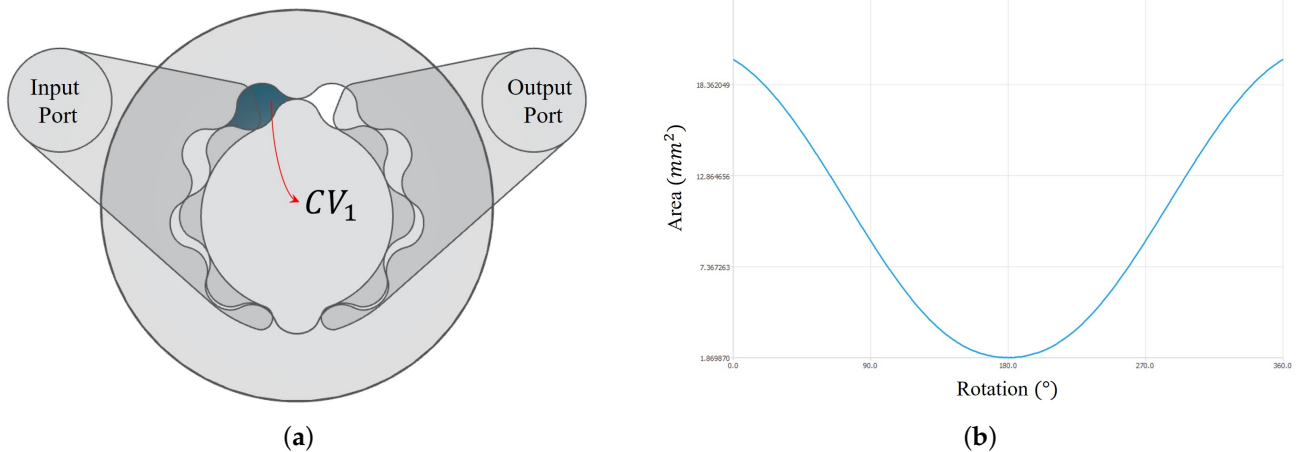 Input
Port
Output
Port
CV₁
(a)
Area (mm²)
18.362049
12.864656
7.367263
1.869870
0.0
90.0
180.0
270.0
360.0
Rotation (°)
(b)